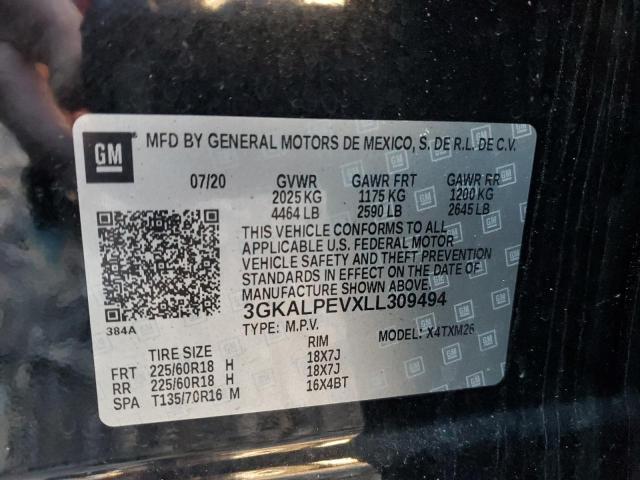 GM MFD BY GENERAL MOTORS DE MEXICO, S. DE R.L. DE C.V.
07/20 GVWR GAWR FRT GAWR RR
2025 KG 1175 KG 1200 KG
4464 LB 2590 LB 2645 LB
THIS VEHICLE CONFORMS TO ALL
APPLICABLE U.S. FEDERAL MOTOR
VEHICLE SAFETY AND THEFT PREVENTION
STANDARDS IN EFFECT ON THE DATE OF
MANUFACTURE SHOWN ABOVE.
384A 3GKALPEVXLL309494
TYPE: M.P.V. MODEL: X4TXM26
TIRE SIZE RIM
FRT 225/60R18 H 18X7J
RR 225/60R18 H 18X7J
SPA T135/70R16 M 16X4BT